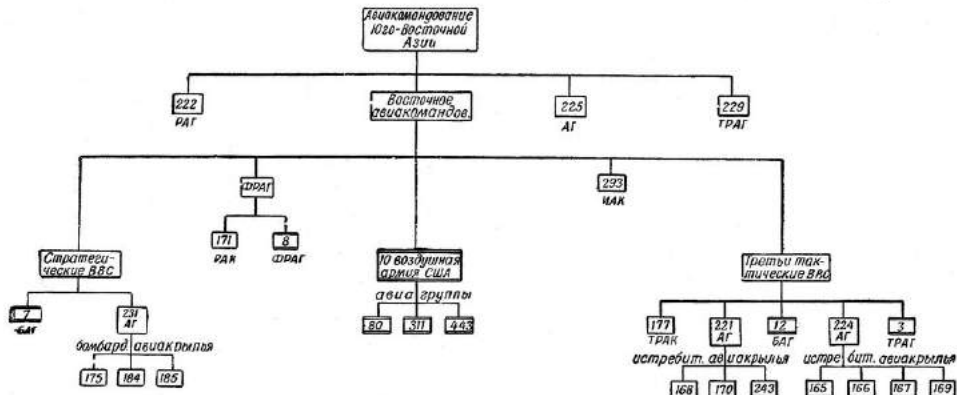 Авиакомандование
Юго-Восточной
Азии
222
РАГ
Восточное
авиакомандов.
225
АГ
229
ТРАГ
ФРАГ
293
ИАК
171
РАК
8
ФРАГ
Стратеги-
ческие ВВС
10 воздушная
армия США
Третьи так-
тические ВВС
7
БАГ
231
АГ
авиагруппы
80
311
443
177
ТРАК
221
АГ
12
БАГ
224
АГ
3
ТРАГ
бомбард. авиакрылья
175
184
185
истребит. авиакрылья
168
170
243
истребит. авиакрылья
165
166
167
169